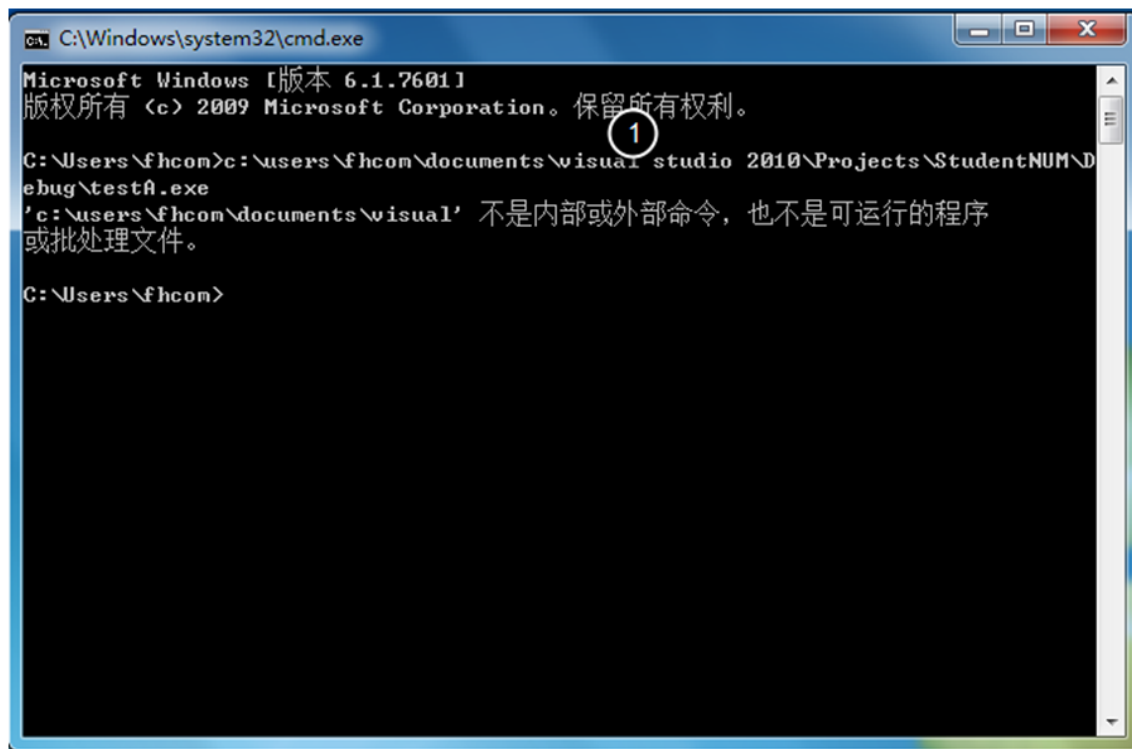 C:\Windows\system32\cmd.exe
Microsoft Windows [版本 6.1.7601]
版权所有 (c) 2009 Microsoft Corporation。保留所有权利。
1
C:\Users\fhcom>c:\users\fhcom\documents\visual studio 2010\Projects\StudentNUM\D
ebug\testA.exe
'c:\users\fhcom\documents\visual' 不是内部或外部命令，也不是可运行的程序
或批处理文件。
C:\Users\fhcom>